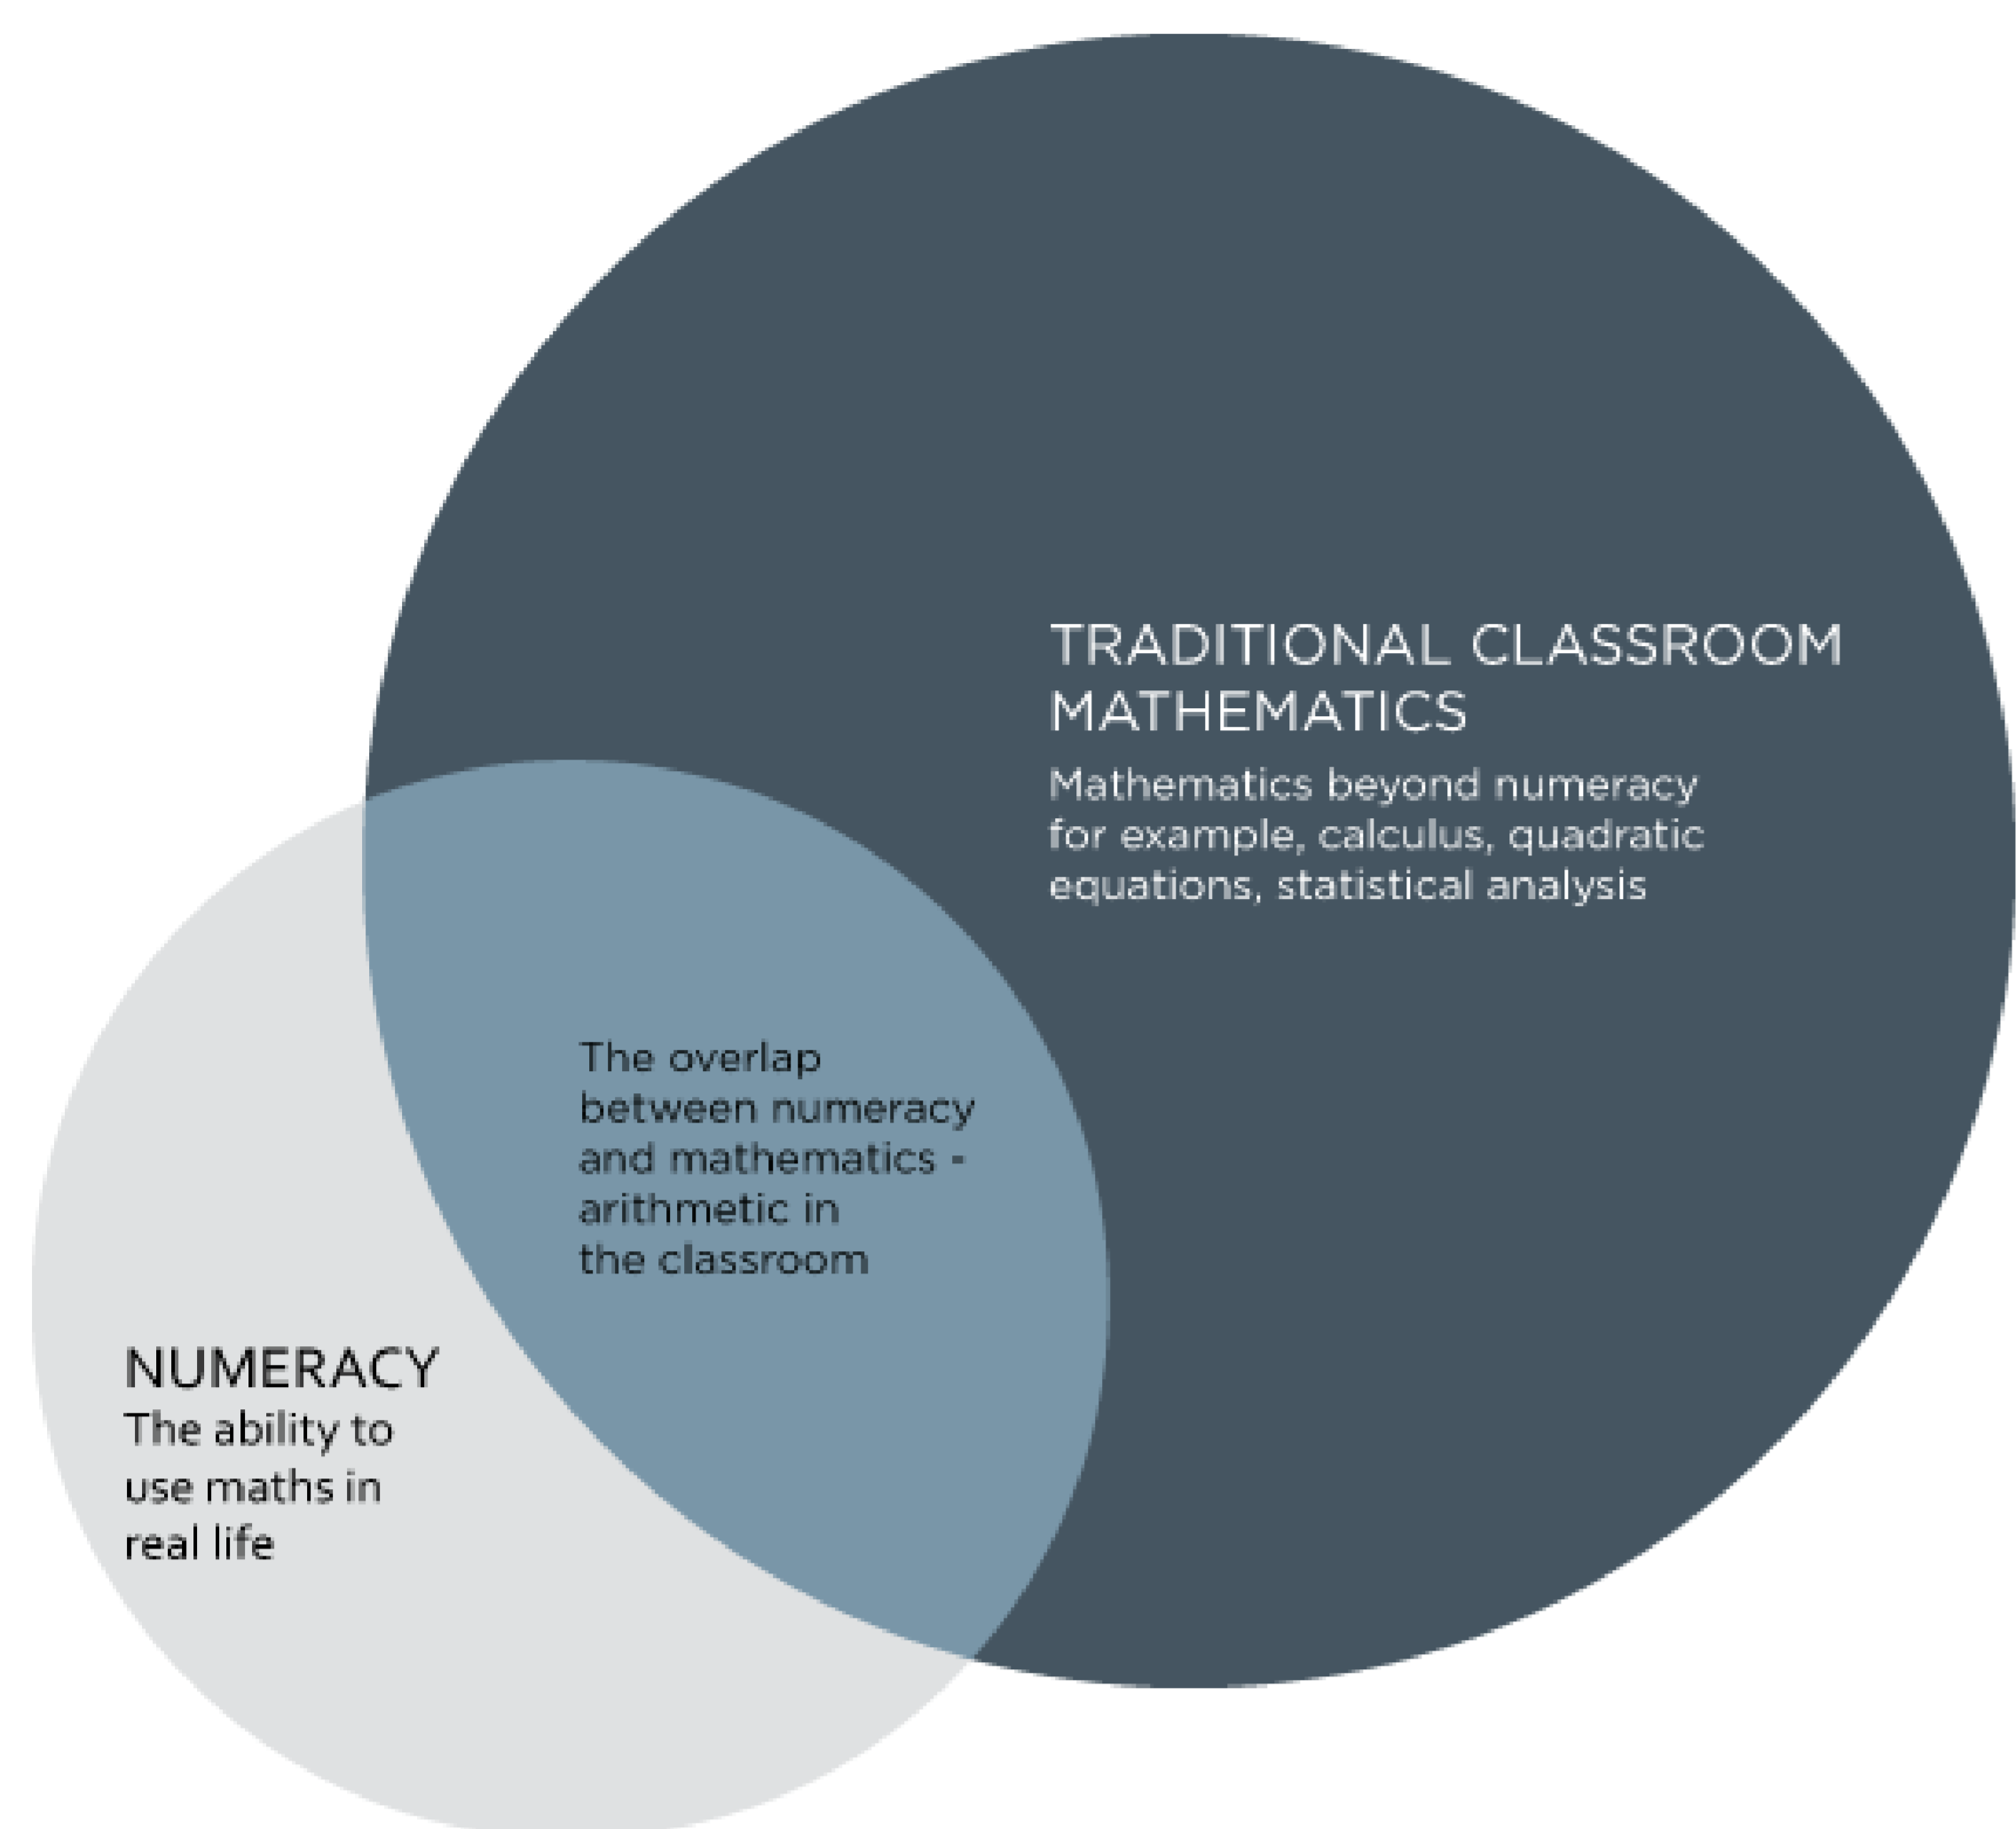 TRADITIONAL CLASSROOM
MATHEMATICS
Mathematics beyond numeracy
for example, calculus, quadratic
equations, statistical analysis
The overlap
between numeracy
and mathematics -
arithmetic in
the classroom
NUMERACY
The ability to
use maths in
real life